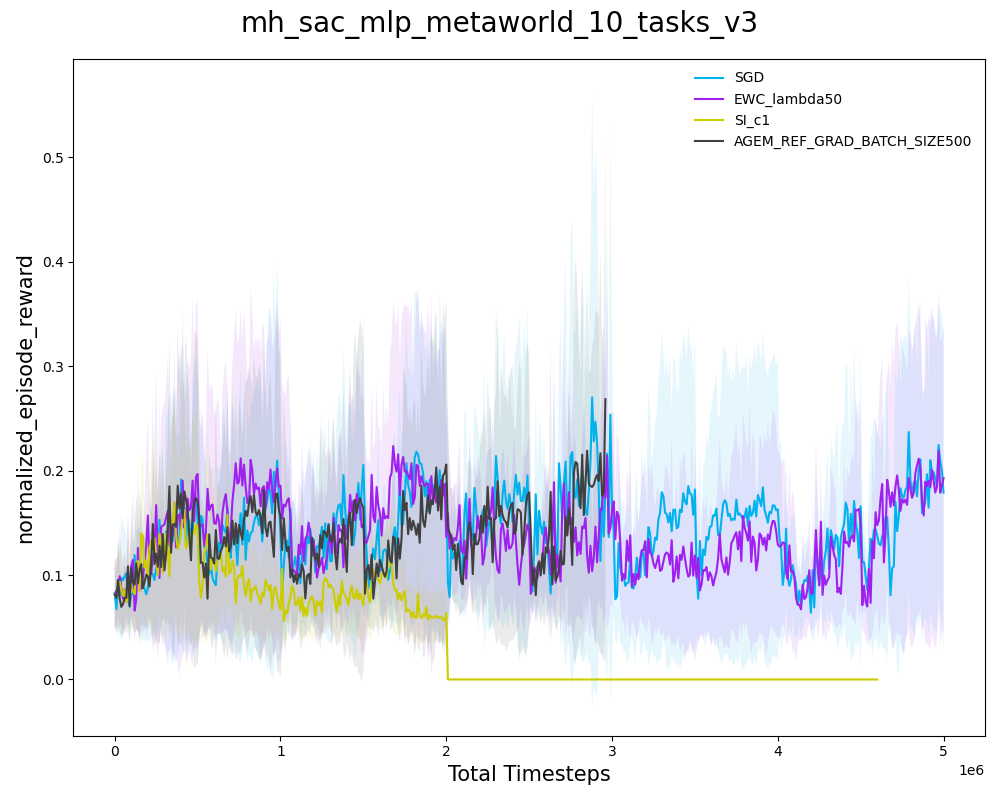 mh_sac_mlp_metaworld_10_tasks_v3
SGD
EWC_lambda50
SI_c1
AGEM_REF_GRAD_BATCH_SIZE500
normalized_episode_reward
0.5
0.4
0.3
0.2
0.1
0.0
0 1 2 3 4 5
1e6
Total Timesteps